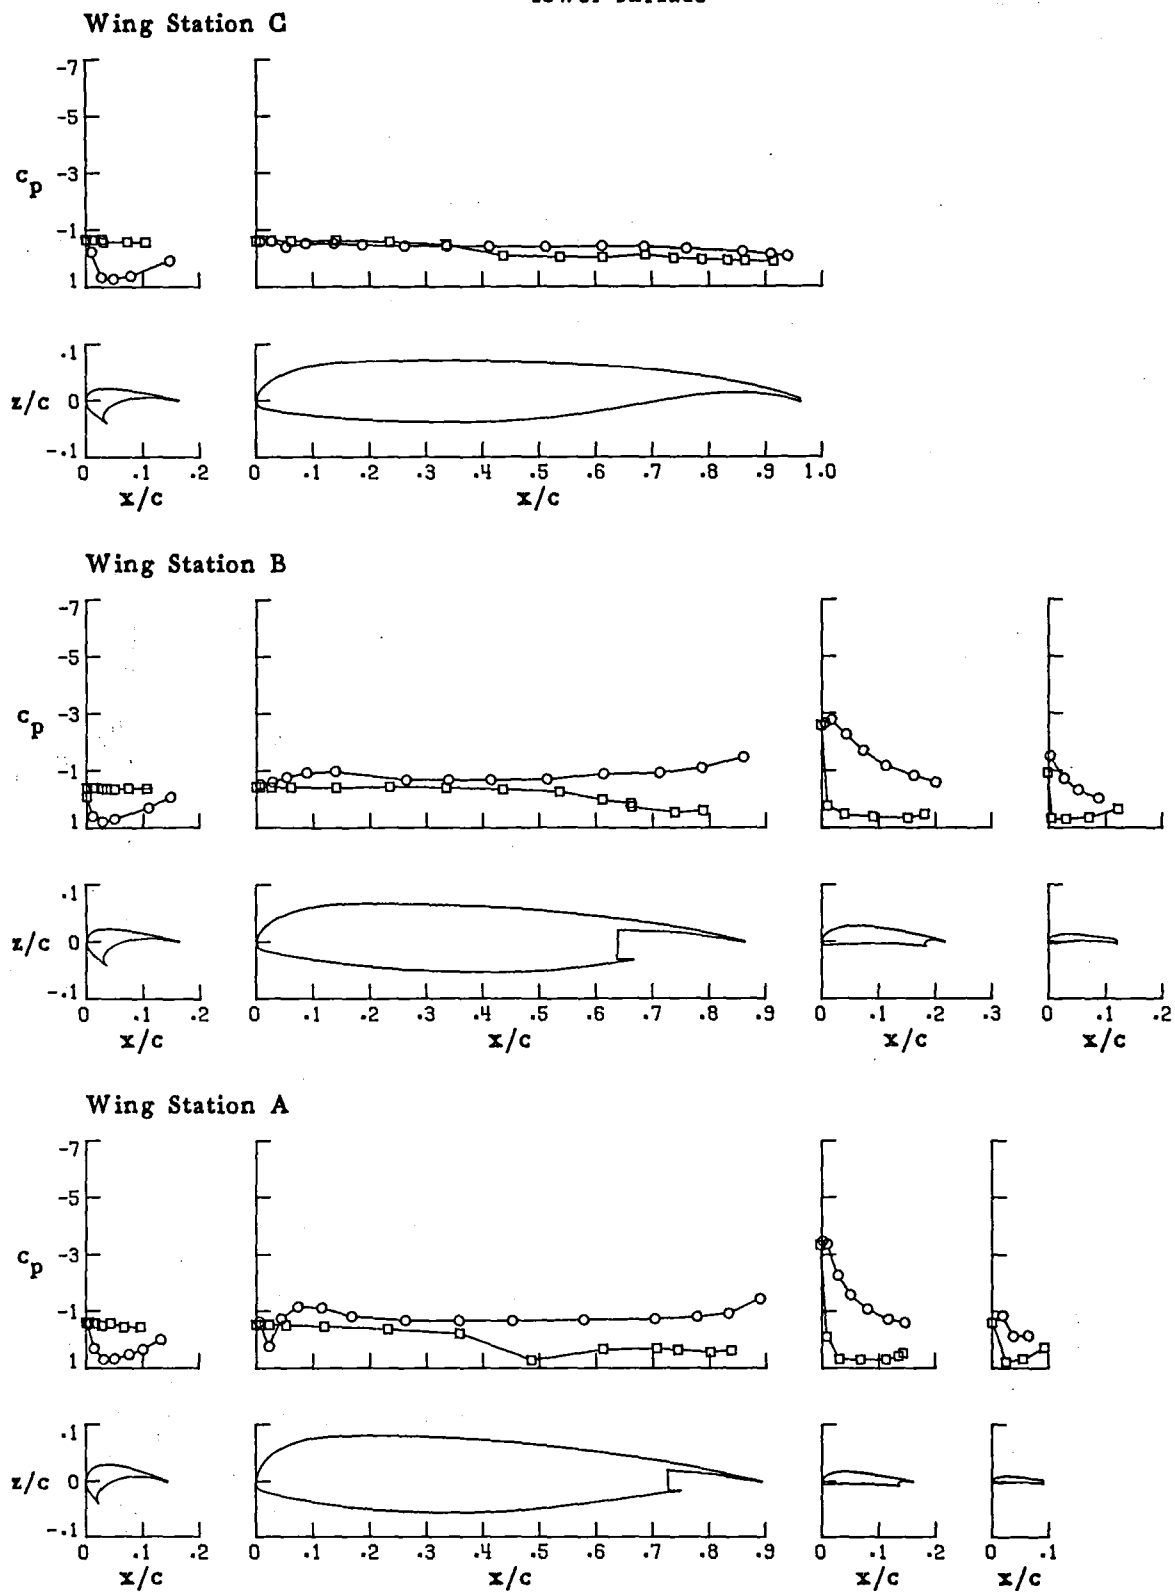 lower surface
Wing Station C
-7
-5
c_p -3
-1
1
.1
z/c 0
-.1
0 .1 .2 0 .1 .2 .3 .4 .5 .6 .7 .8 .9 1.0
x/c x/c
Wing Station B
-7
-5
c_p -3
-1
1
.1
z/c 0
-.1
0 .1 .2 0 .1 .2 .3 .4 .5 .6 .7 .8 .9 0 .1 .2 .3 0 .1 .2
x/c x/c x/c x/c
Wing Station A
-7
-5
c_p -3
-1
1
.1
z/c 0
-.1
0 .1 .2 0 .1 .2 .3 .4 .5 .6 .7 .8 .9 0 .1 .2 0 .1
x/c x/c x/c x/c